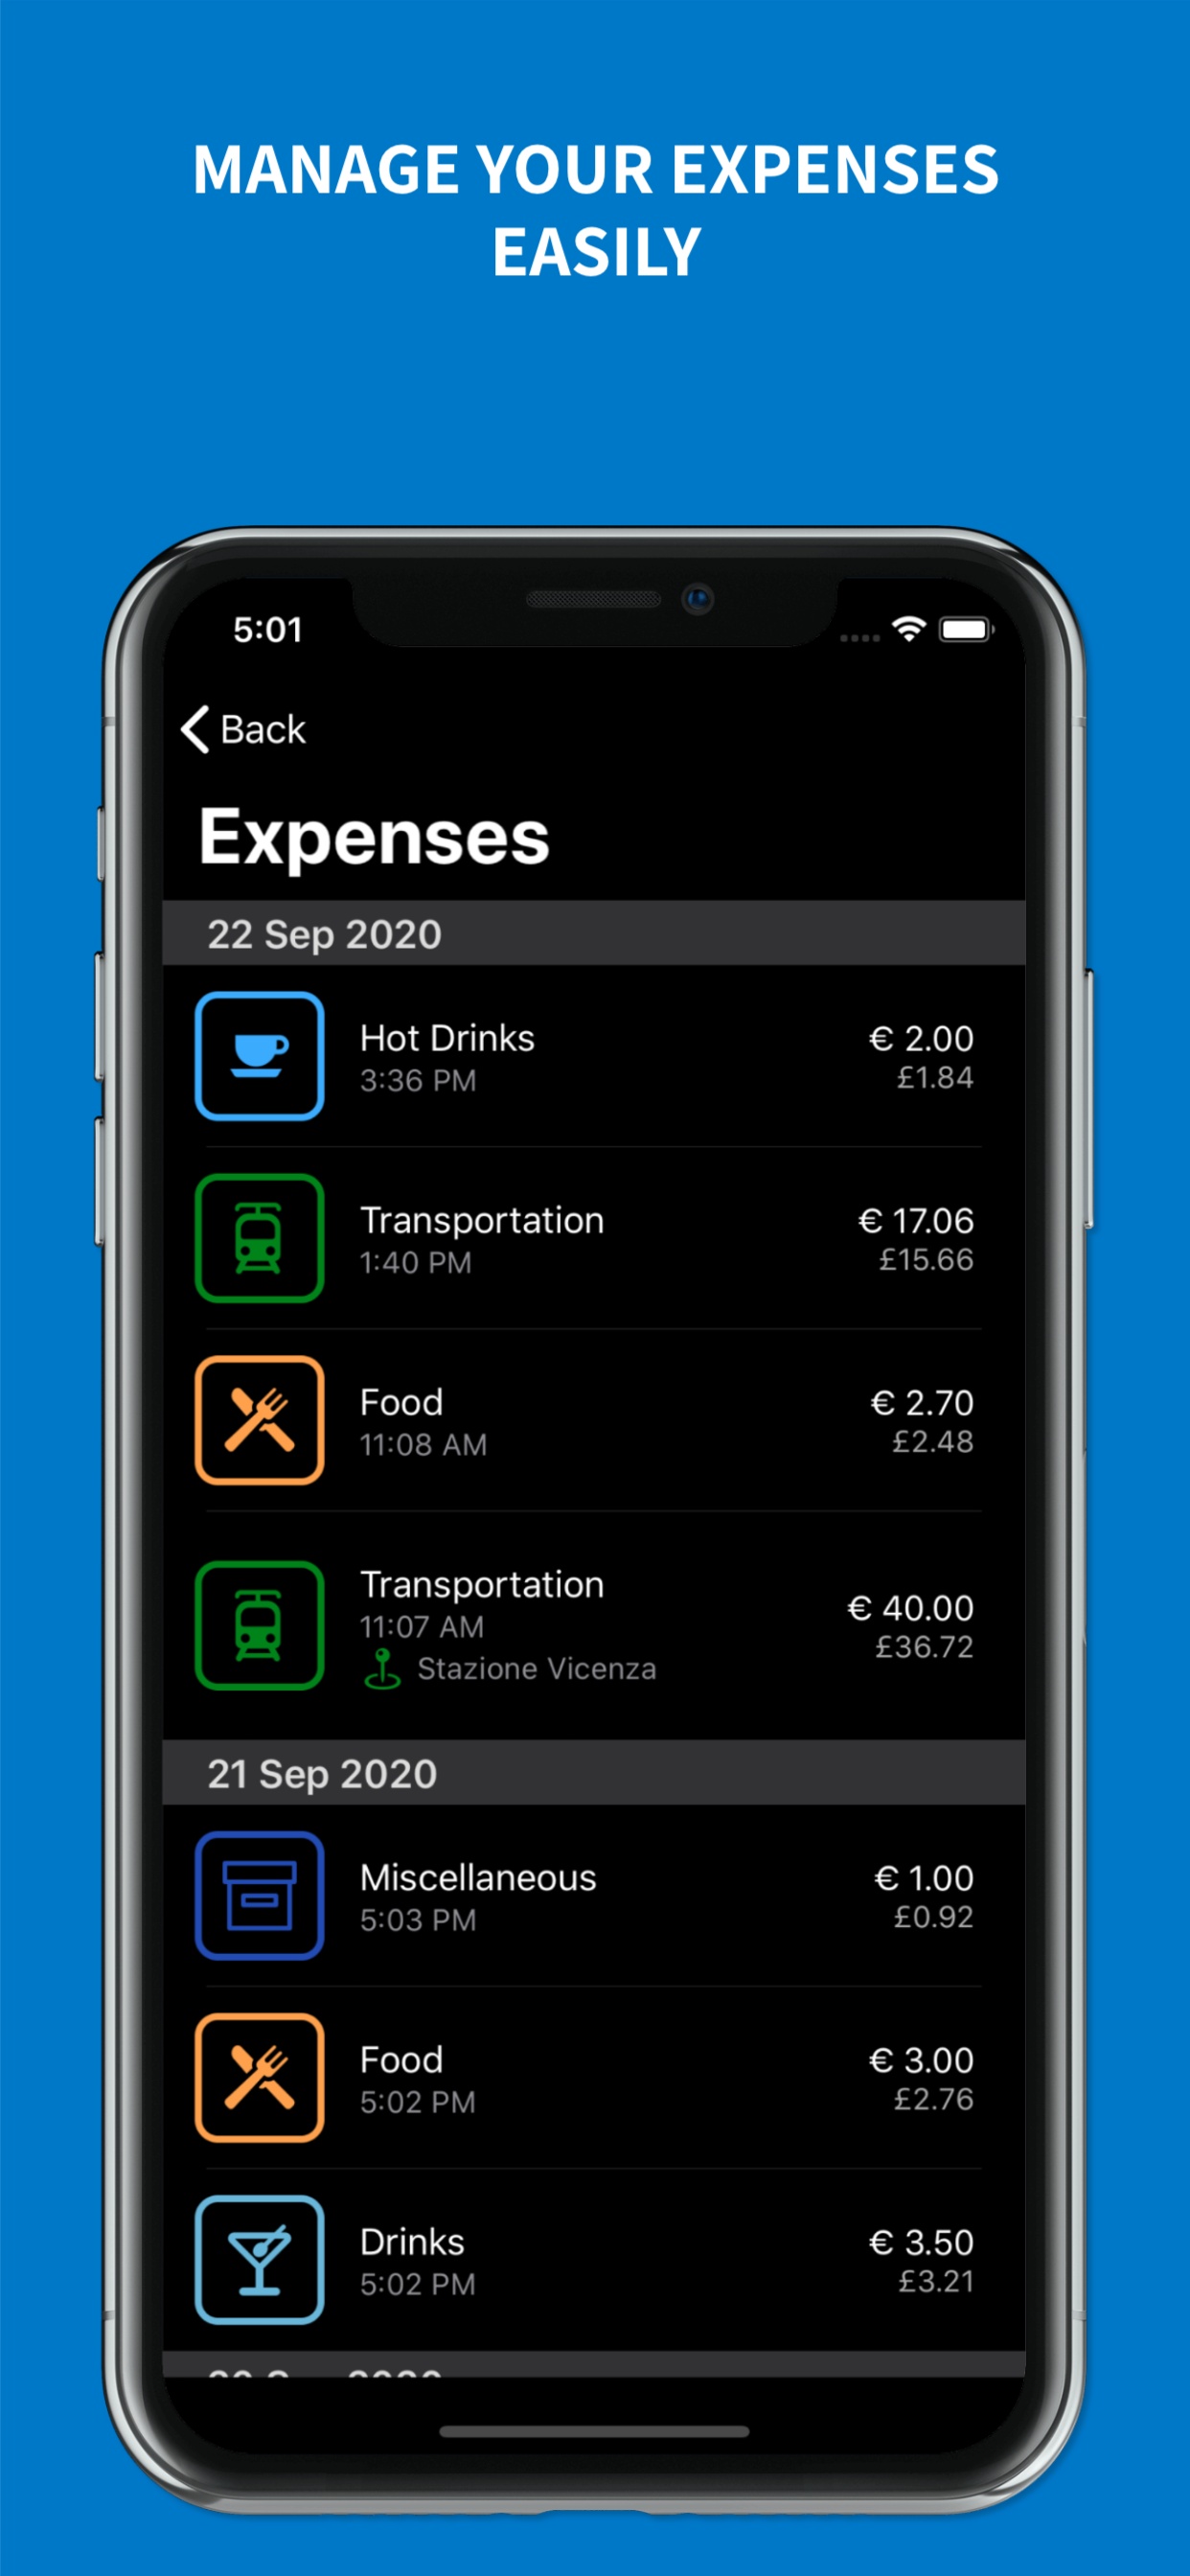 MANAGE YOUR EXPENSES
EASILY
5:01
Back
Expenses
22 Sep 2020
Hot Drinks
€ 2.00
3:36 PM
£1.84
Transportation
€ 17.06
1:40 PM
£15.66
Food
€ 2.70
11:08 AM
£2.48
Transportation
€ 40.00
11:07 AM
£36.72
Stazione Vicenza
21 Sep 2020
Miscellaneous
€ 1.00
5:03 PM
£0.92
Food
€ 3.00
5:02 PM
£2.76
Drinks
€ 3.50
5:02 PM
£3.21